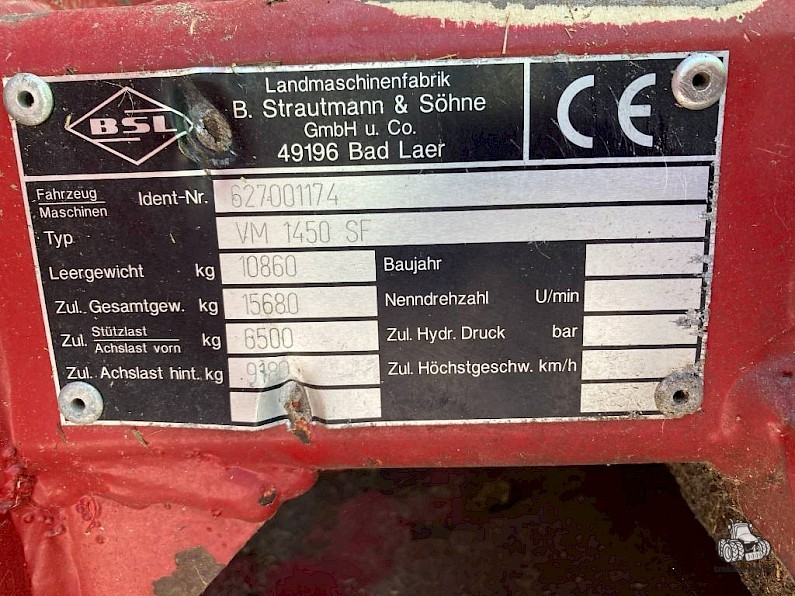 BSL
Landmaschinenfabrik
B. Strautmann & Söhne
GmbH u. Co.
49196 Bad Laer
CE
Fahrzeug
Maschinen
Ident-Nr. 627001174
Typ VM 1450 SF
Leergewicht kg 10860
Zul. Gesamtgew. kg 15680
Zul. Stützlast
Achslast vorn kg 6500
Zul. Achslast hint. kg
Baujahr
Nenndrehzahl U/min
Zul. Hydr. Druck bar
Zul. Höchstgeschw. km/h